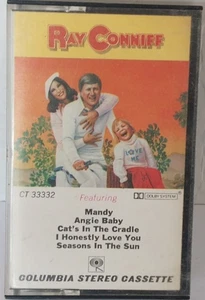 RAY CONNIFF
CT 33332
Featuring
DOLBY SYSTEM
Mandy
Angie Baby
Cat's In The Cradle
I Honestly Love You
Seasons In The Sun
COLUMBIA STEREO CASSETTE